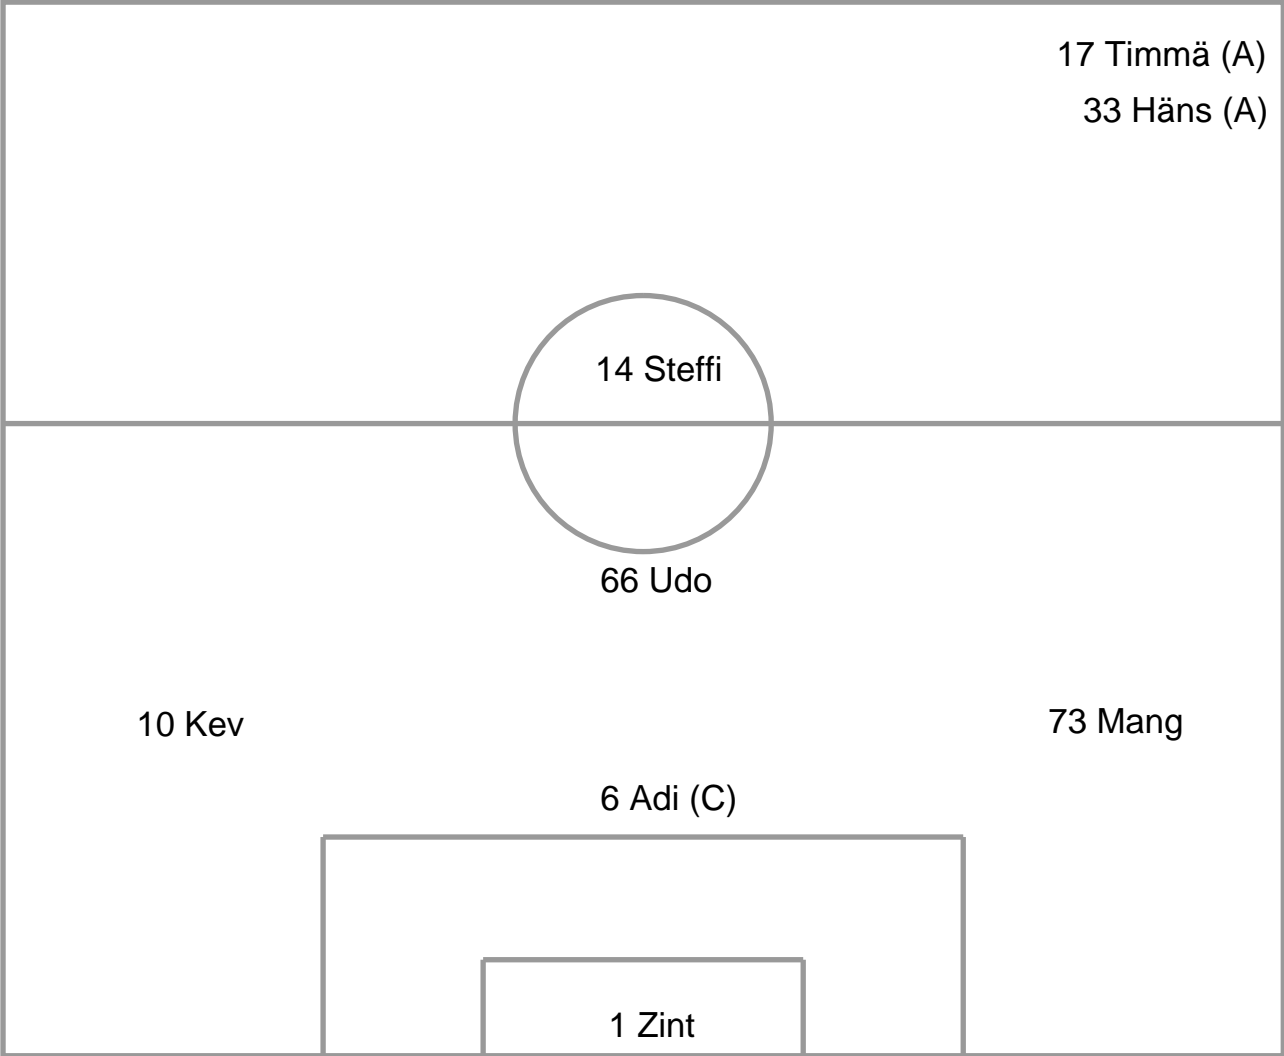 17 Timmä (A)
33 Häns (A)
14 Steffi
66 Udo
10 Kev
73 Mang
6 Adi (C)
1 Zint